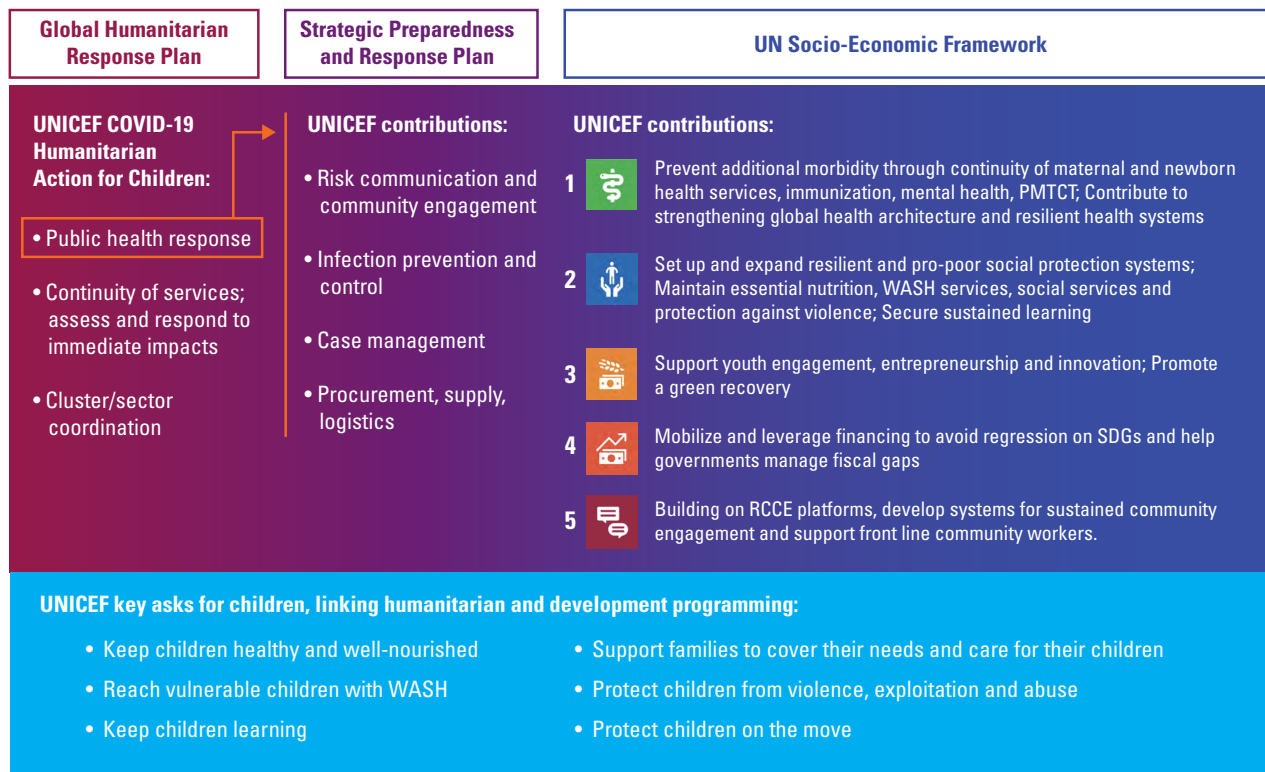 Global Humanitarian
Response Plan
Strategic Preparedness
and Response Plan
UN Socio-Economic Framework
UNICEF COVID-19
Humanitarian
Action for Children:
• Public health response
• Continuity of services;
assess and respond to
immediate impacts
• Cluster/sector
coordination
UNICEF contributions:
• Risk communication and
community engagement
• Infection prevention and
control
• Case management
• Procurement, supply,
logistics
UNICEF contributions:
1
Prevent additional morbidity through continuity of maternal and newborn
health services, immunization, mental health, PMTCT; Contribute to
strengthening global health architecture and resilient health systems
2
Set up and expand resilient and pro-poor social protection systems;
Maintain essential nutrition, WASH services, social services and
protection against violence; Secure sustained learning
3
Support youth engagement, entrepreneurship and innovation; Promote
a green recovery
4
Mobilize and leverage financing to avoid regression on SDGs and help
governments manage fiscal gaps
5
Building on RCCE platforms, develop systems for sustained community
engagement and support front line community workers.
UNICEF key asks for children, linking humanitarian and development programming:
• Keep children healthy and well-nourished
• Reach vulnerable children with WASH
• Keep children learning
• Support families to cover their needs and care for their children
• Protect children from violence, exploitation and abuse
• Protect children on the move